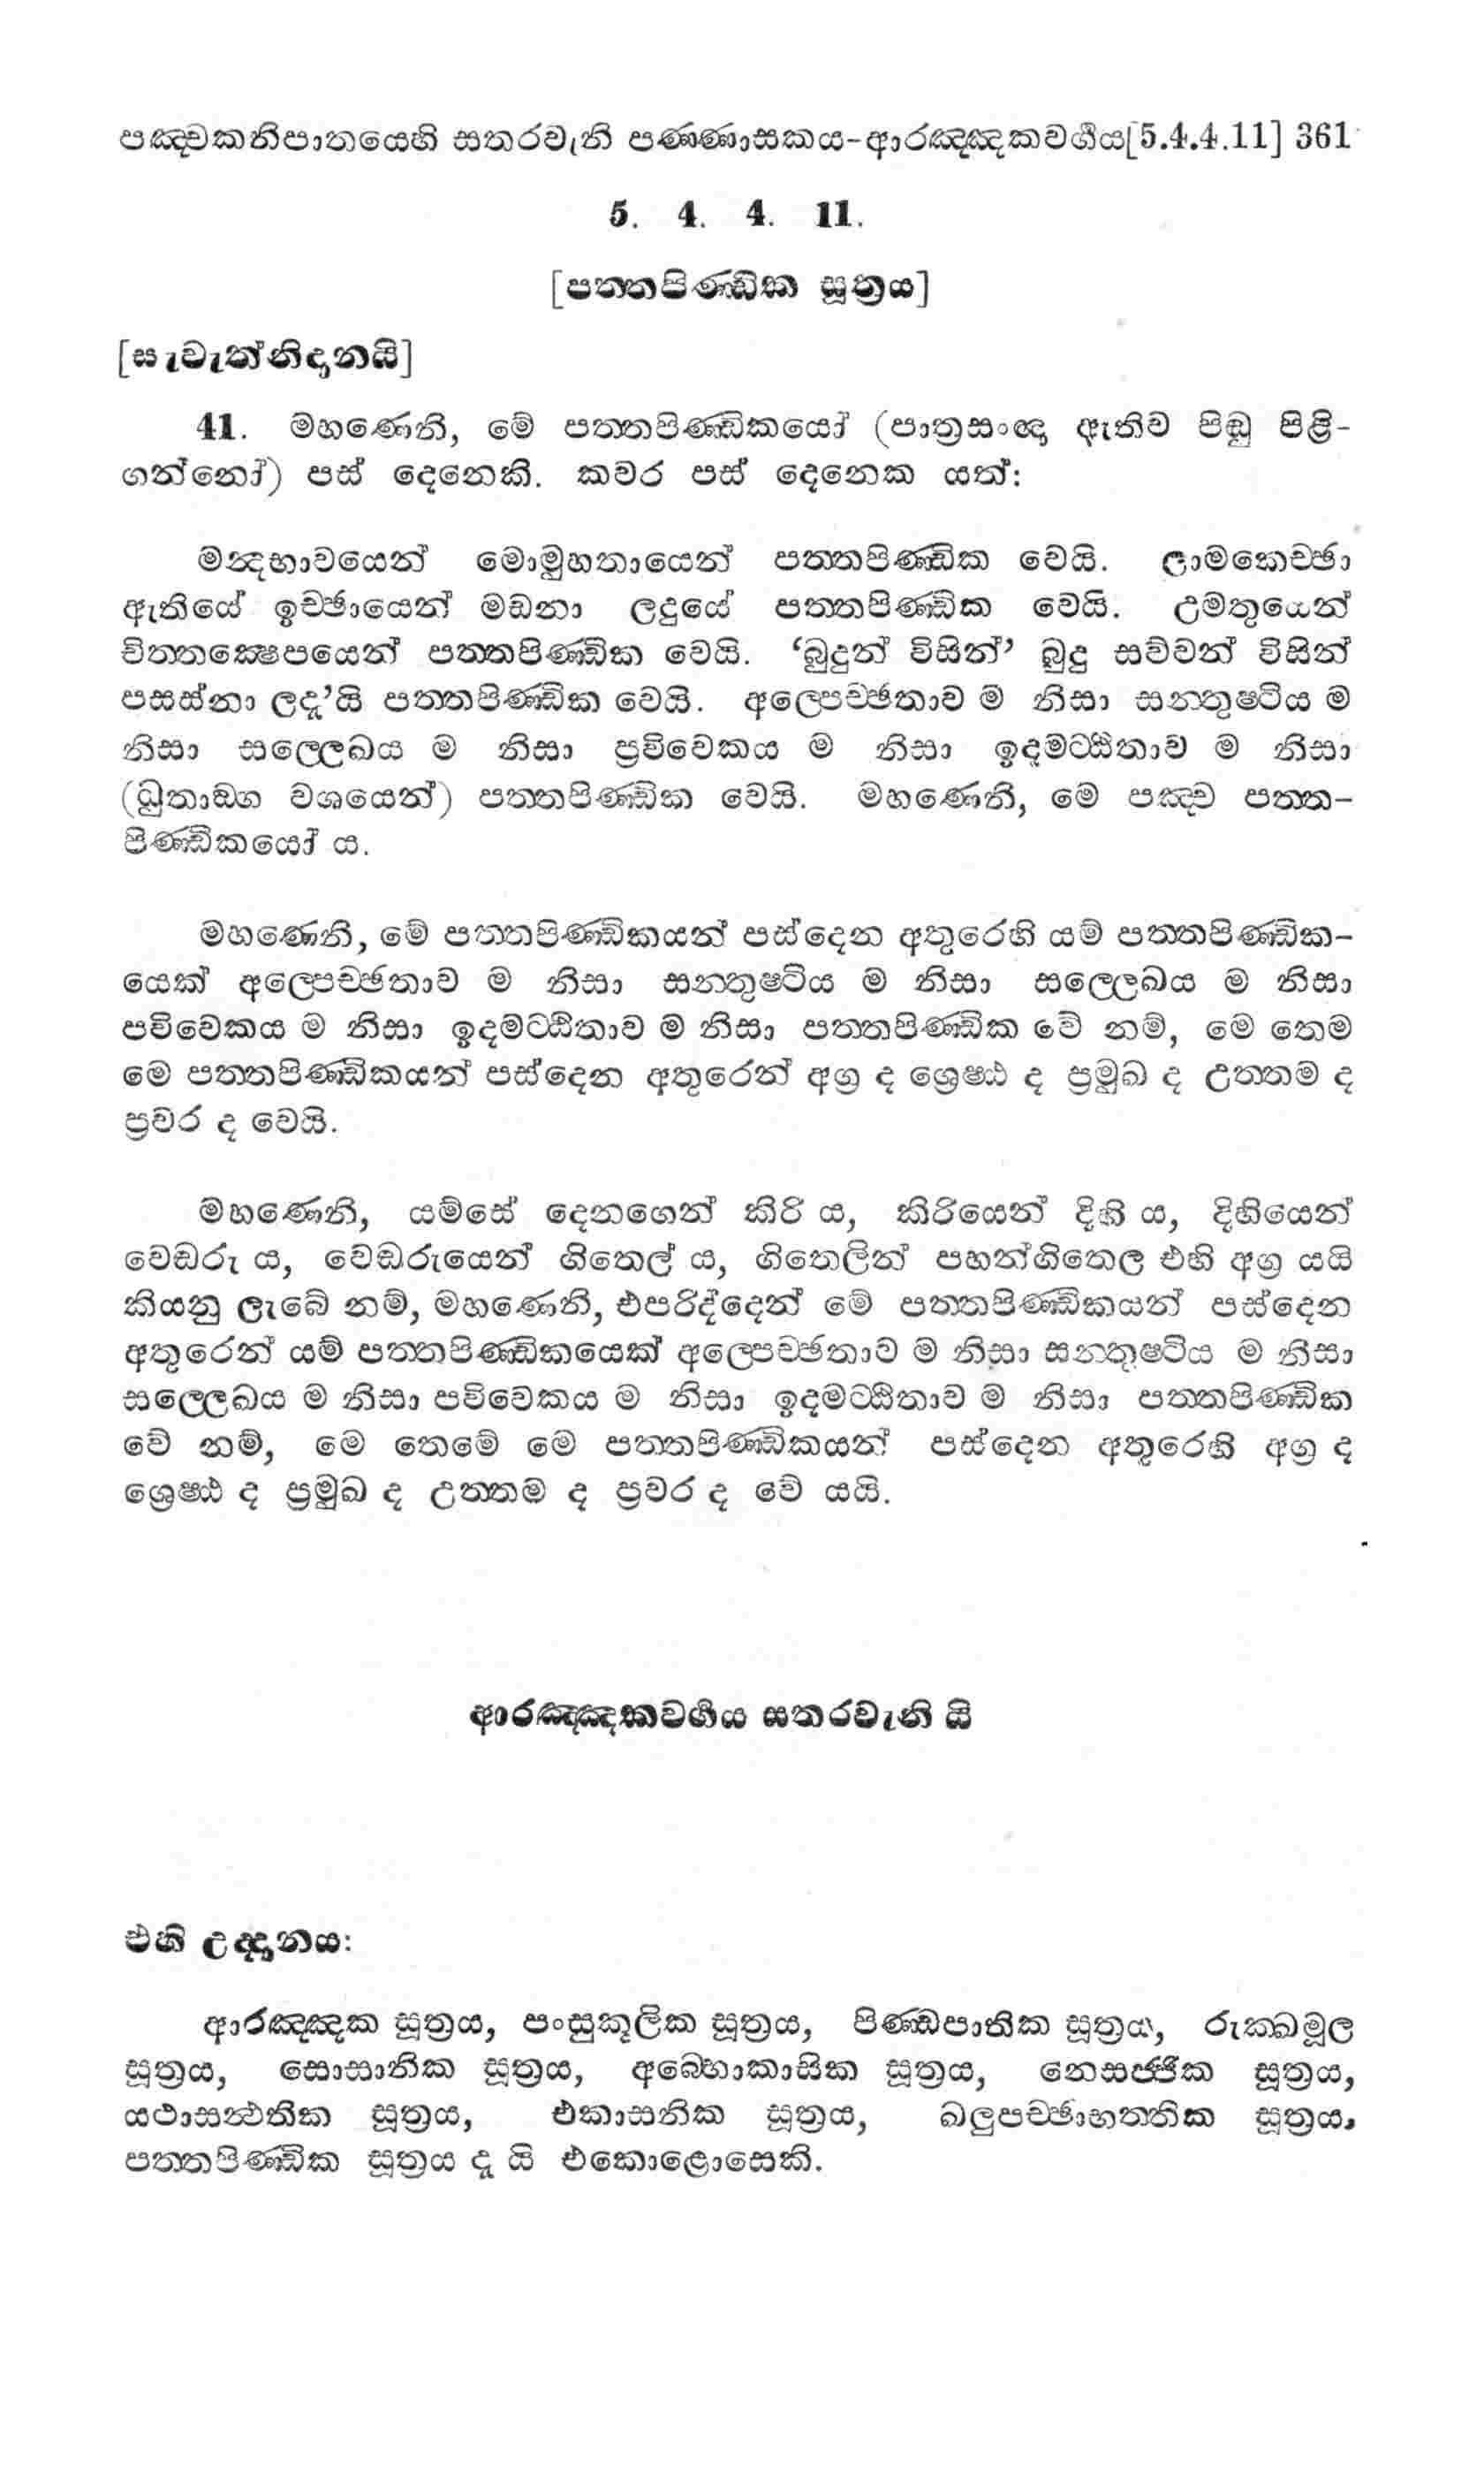 පඤ්චකනිපාතයෙහි සතරවැනි පණ්ණාසකය-ආරඤ්ඤකවර්ගය[5.4.4.11] 361
5. 4. 4. 11.
[පත්තපිණ්ඩික සූත්‍රය]
[සැවැත්නිදානයි]
41. මහණෙනි, මේ පත්තපිණ්ඩිකයෝ (පාත්‍රසංඥා ඇතිව පිඬු පිළි-
ගන්නෝ) පස් දෙනෙකි. කවර පස් දෙනෙක යත්:
මන්දභාවයෙන් මොමූහතායෙන් පත්තපිණ්ඩික වෙයි. ලාමකෙච්ඡා
ඇතියේ ඉච්ඡායෙන් මඬනා ලදුයේ පත්තපිණ්ඩික වෙයි. උමතුයෙන්
චිත්තක්‍ෂෙපයෙන් පත්තපිණ්ඩික වෙයි. ‘බුදුන් විසින්’ බුදු සව්වන් විසින්
පසස්නා ලදැ’යි පත්තපිණ්ඩික වෙයි. අල්පෙච්ඡතාව ම නිසා සන්තුෂ්ටිය ම
නිසා සල්ලෙඛය ම නිසා ප්‍රවිවෙකය ම නිසා ඉදමට්ඨිතාව ම නිසා
(ධුතාඞ්ග වශයෙන්) පත්තපිණ්ඩික වෙයි. මහණෙනි, මෙ පඤ්ච පත්ත-
පිණ්ඩිකයෝ ය.
මහණෙනි, මේ පත්තපිණ්ඩිකයන් පස්දෙන අතුරෙහි යම් පත්තපිණ්ඩික-
යෙක් අල්පෙච්ඡතාව ම නිසා සන්තුෂ්ටිය ම නිසා සල්ලෙඛය ම නිසා
පවිවෙකය ම නිසා ඉදමට්ඨිතාව ම නිසා පත්තපිණ්ඩික වේ නම්, මෙ තෙම
මෙ පත්තපිණ්ඩිකයන් පස්දෙන අතුරෙන් අග්‍ර ද ශ්‍රෙෂ්ඨ ද ප්‍රමුඛ ද උත්තම ද
ප්‍රවර ද වෙයි.
මහණෙනි, යම්සේ දෙනගෙන් කිරි ය, කිරියෙන් දිහි ය, දිහියෙන්
වෙඬරු ය, වෙඬරුයෙන් ගිතෙල් ය, ගිතෙලින් පහන්ගිතෙල එහි අග්‍ර යයි
කියනු ලැබේ නම්, මහණෙනි, එපරිද්දෙන් මේ පත්තපිණ්ඩිකයන් පස්දෙන
අතුරෙන් යම් පත්තපිණ්ඩිකයෙක් අල්පෙච්ඡතාව ම නිසා සන්තුෂ්ටිය ම නිසා
සල්ලෙඛය ම නිසා පවිවෙකය ම නිසා ඉදමට්ඨිතාව ම නිසා පත්තපිණ්ඩික
වේ නම්, මෙ තෙමේ මෙ පත්තපිණ්ඩිකයන් පස්දෙන අතුරෙහි අග්‍ර ද
ශ්‍රෙෂ්ඨ ද ප්‍රමුඛ ද උත්තම ද ප්‍රවර ද වේ යයි.
ආරඤ්ඤකවර්ගය සතරවැනි යි
එහි උද්දානය:
ආරඤ්ඤක සූත්‍රය, පංසුකූලික සූත්‍රය, පිණ්ඩපාතික සූත්‍රය, රුක්ඛමූල
සූත්‍රය, සොසානික සූත්‍රය, අබ්භොකාසික සූත්‍රය, නෙසජ්ජික සූත්‍රය,
යථාසන්ථතික සූත්‍රය, එකාසනික සූත්‍රය, ඛලුපච්ඡාභත්තික සූත්‍රය,
පත්තපිණ්ඩික සූත්‍රය දැ යි එකොළොසෙකි.